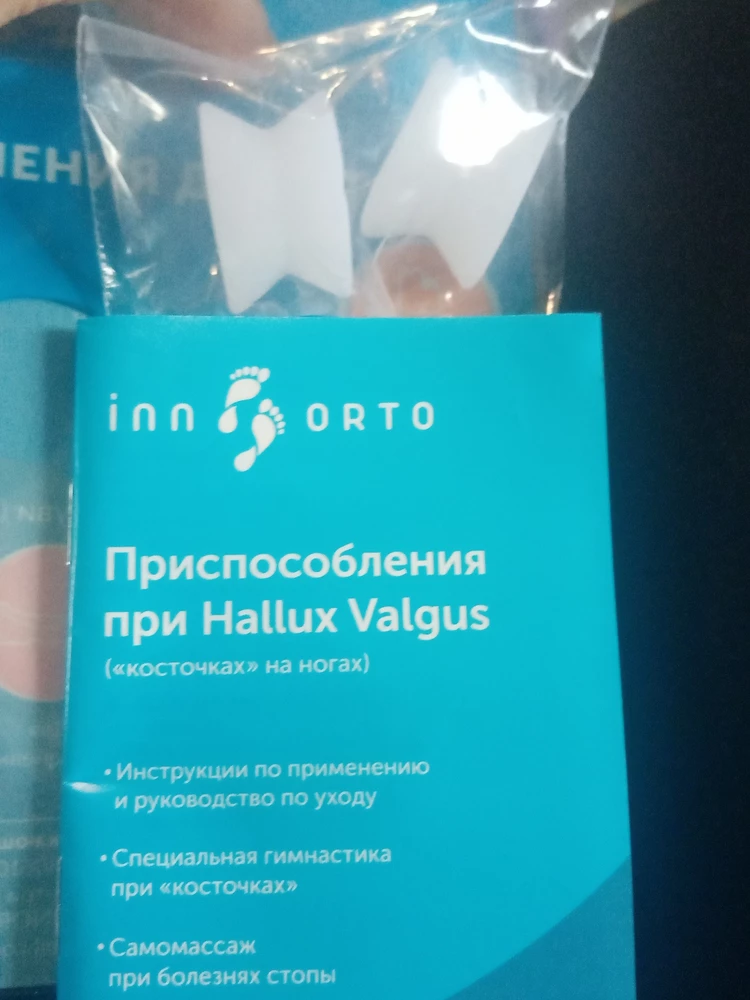 inn ORTO
Приспособления
при Hallux Valgus
(«косточках» на ногах)
• Инструкции по применению
и руководство по уходу
• Специальная гимнастика
при «косточках»
• Самомассаж
при болезнях стопы